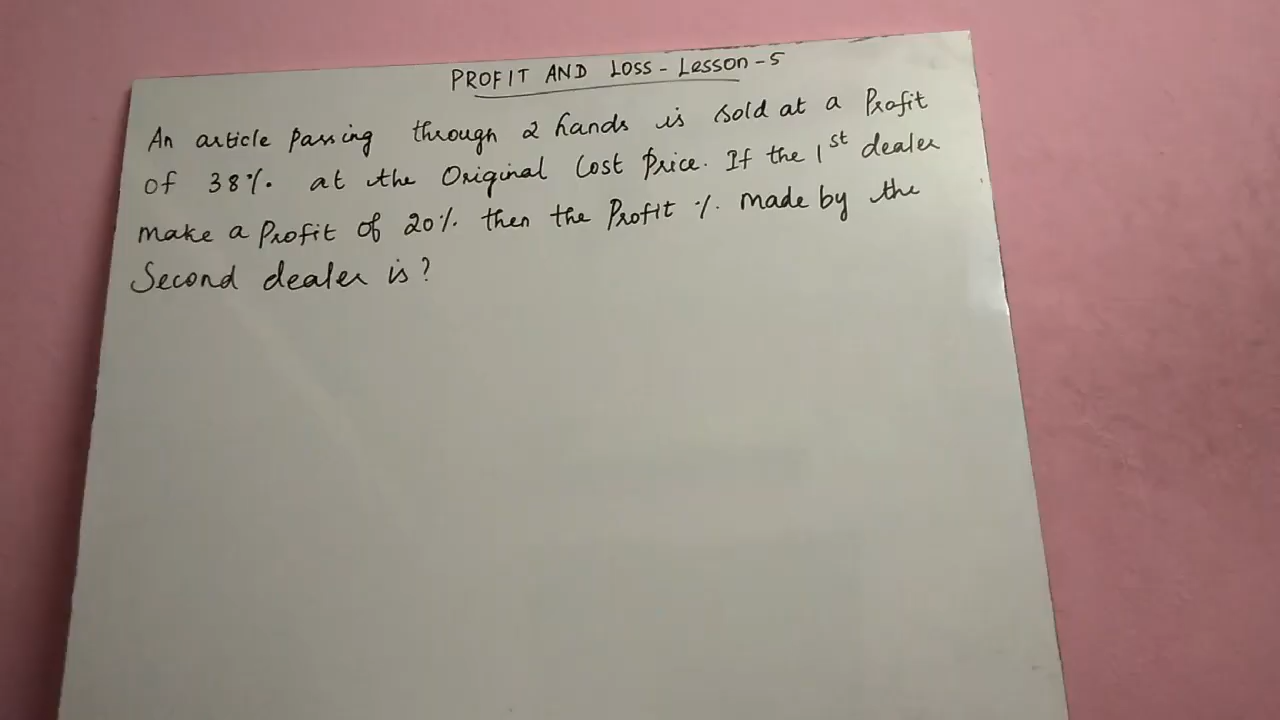 PROFIT AND LOSS - Lesson - 5
An article passing through 2 hands is sold at a Profit
of 38%. at the Original Cost Price. If the 1st dealer
make a Profit of 20%. then the Profit %. made by the
Second dealer is?